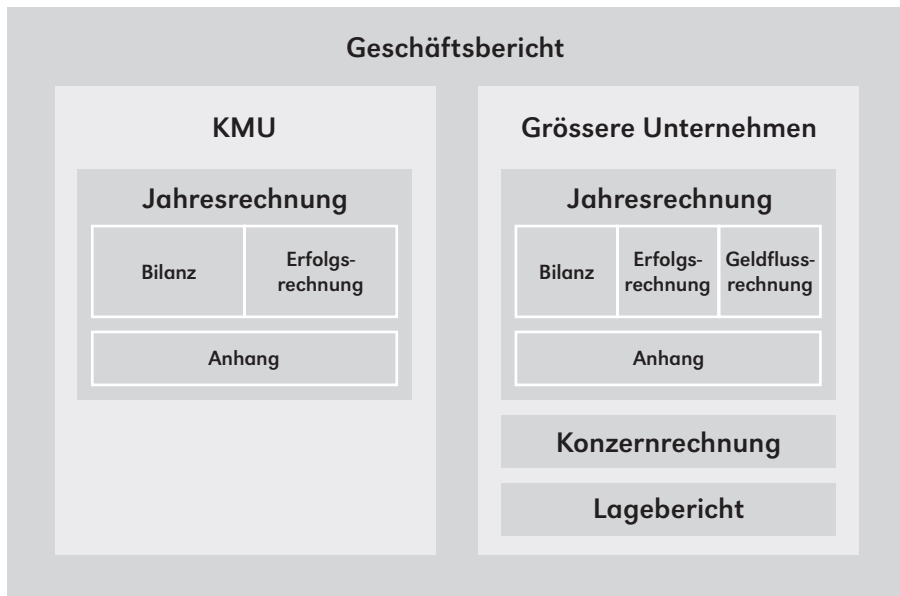 Geschäftsbericht
KMU
Jahresrechnung
Bilanz
Erfolgs-
rechnung
Anhang
Grössere Unternehmen
Jahresrechnung
Bilanz
Erfolgs-
rechnung
Geldfluss-
rechnung
Anhang
Konzernrechnung
Lagebericht